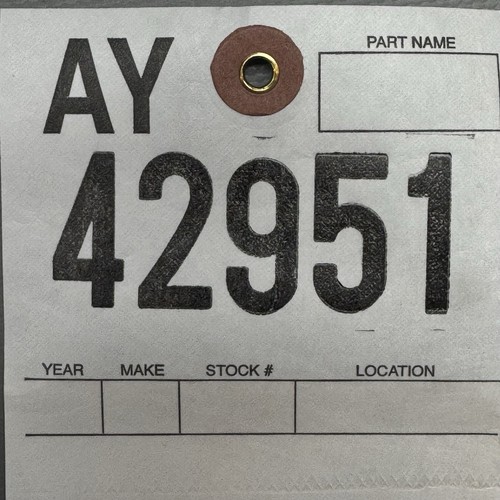 AY
PART NAME
42951
YEAR MAKE STOCK # LOCATION